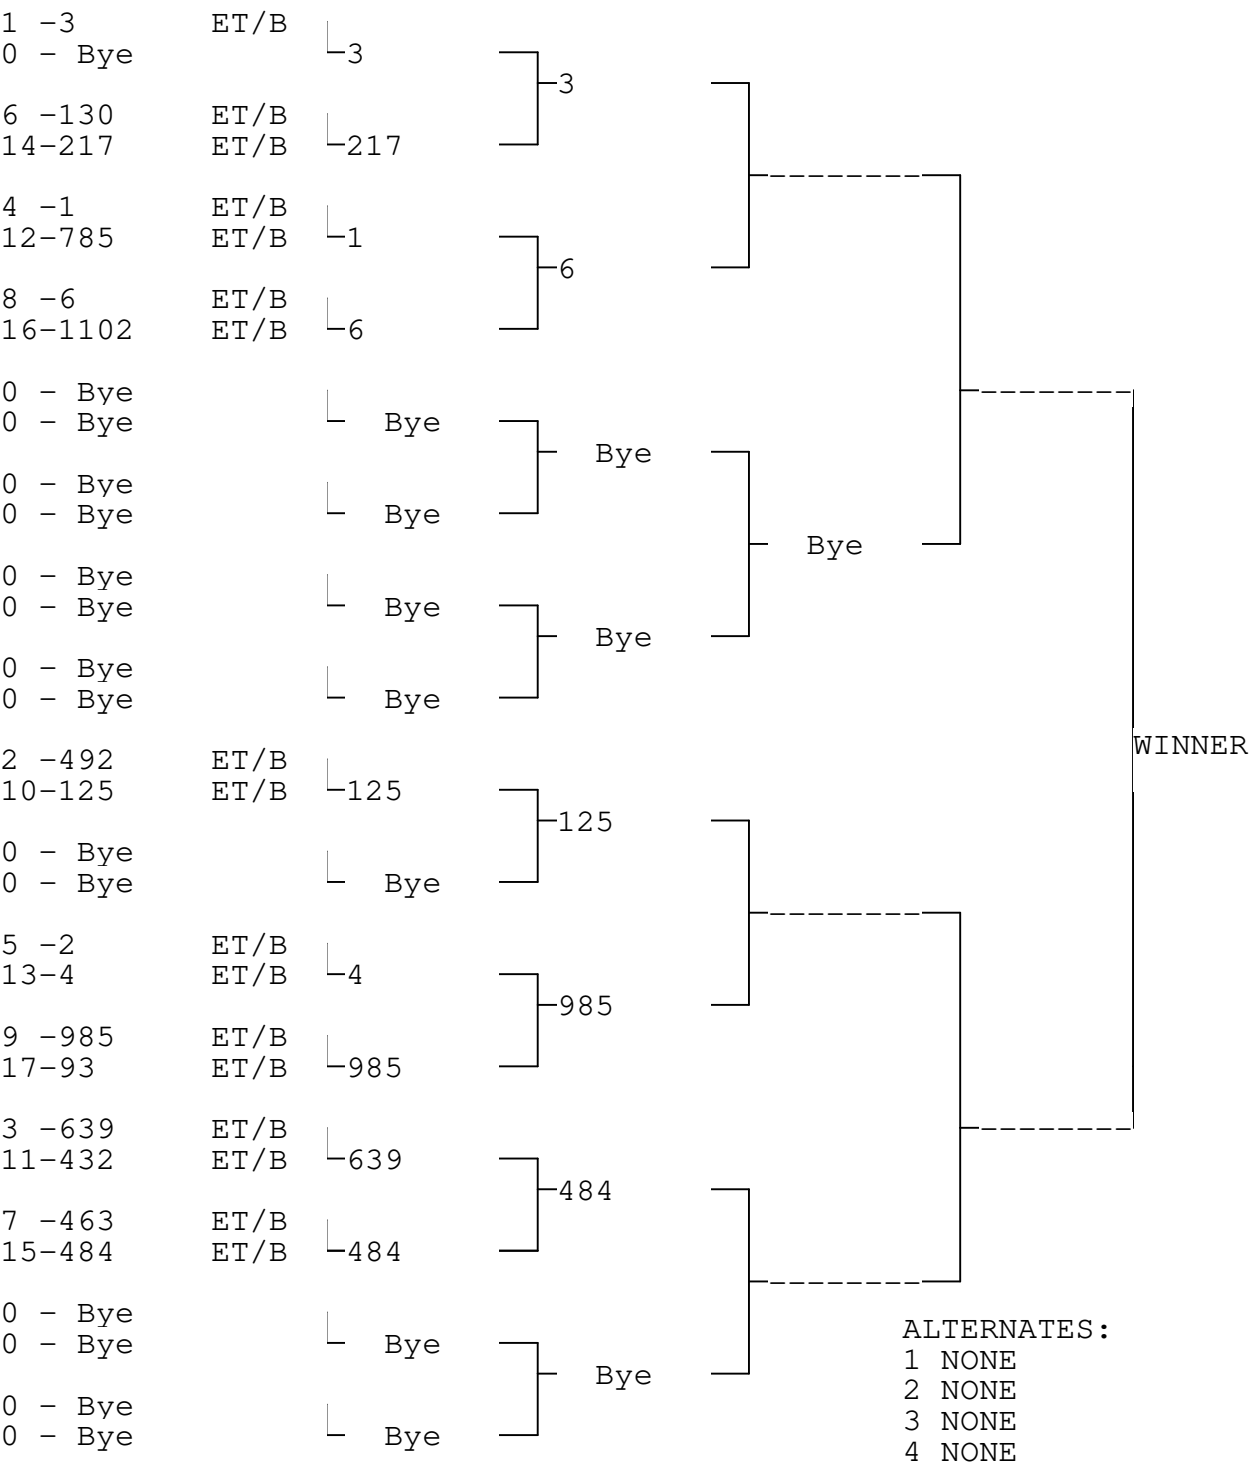 1 -3 ET/B
0 - Bye 3
3
6 -130 ET/B
14-217 ET/B 217
4 -1 ET/B
12-785 ET/B 1
6
8 -6 ET/B
16-1102 ET/B 6
0 - Bye
0 - Bye Bye
Bye
0 - Bye
0 - Bye Bye
Bye
0 - Bye
0 - Bye Bye
Bye
0 - Bye
0 - Bye Bye
WINNER
2 -492 ET/B
10-125 ET/B 125
125
0 - Bye
0 - Bye Bye
5 -2 ET/B
13-4 ET/B 4
985
9 -985 ET/B
17-93 ET/B 985
3 -639 ET/B
11-432 ET/B 639
484
7 -463 ET/B
15-484 ET/B 484
0 - Bye
0 - Bye Bye
Bye
0 - Bye
0 - Bye Bye
ALTERNATES:
1 NONE
2 NONE
3 NONE
4 NONE